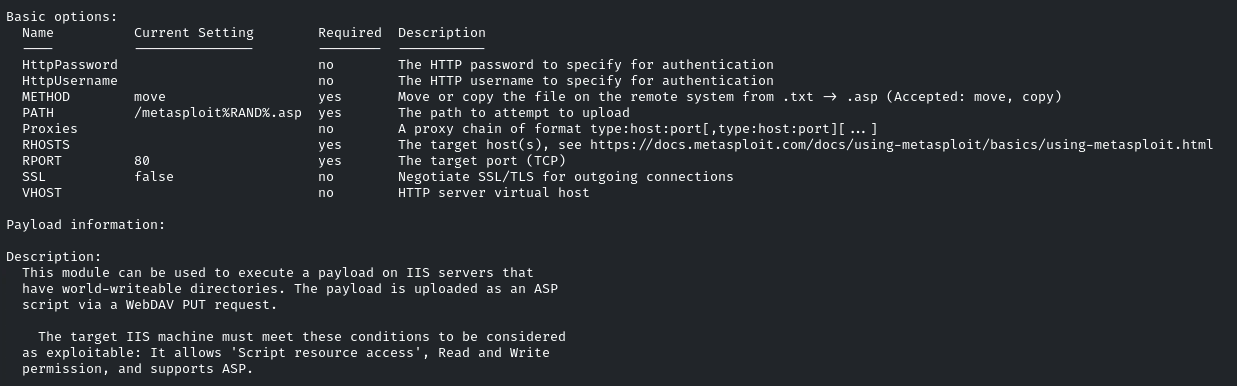 Basic options:
  Name          Current Setting        Required  Description
  ----          ---------------        --------  -----------
  HttpPassword                         no        The HTTP password to specify for authentication
  HttpUsername                         no        The HTTP username to specify for authentication
  METHOD        move                   yes       Move or copy the file on the remote system from .txt -> .asp (Accepted: move, copy)
  PATH          /metasploit%RAND%.asp  yes       The path to attempt to upload
  Proxies                              no        A proxy chain of format type:host:port[,type:host:port][...]
  RHOSTS                               yes       The target host(s), see https://docs.metasploit.com/docs/using-metasploit/basics/using-metasploit.html
  RPORT         80                     yes       The target port (TCP)
  SSL           false                  no        Negotiate SSL/TLS for outgoing connections
  VHOST                                no        HTTP server virtual host

Payload information:

Description:
  This module can be used to execute a payload on IIS servers that
  have world-writeable directories. The payload is uploaded as an ASP
  script via a WebDAV PUT request.

    The target IIS machine must meet these conditions to be considered
  as exploitable: It allows 'Script resource access', Read and Write
  permission, and supports ASP.